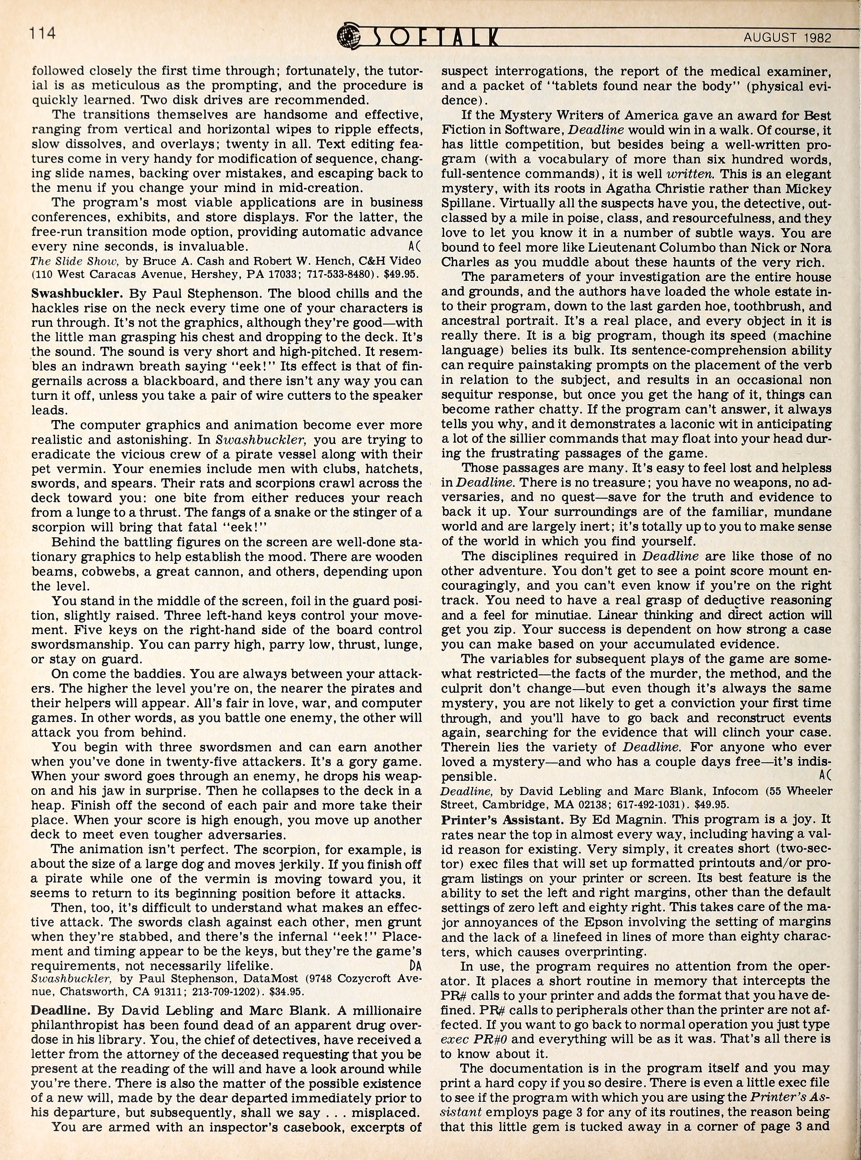 114
SOFTALK
AUGUST 1982
followed closely the first time through; fortunately, the tutor-
ial is as meticulous as the prompting, and the procedure is
quickly learned. Two disk drives are recommended.
The transitions themselves are handsome and effective,
ranging from vertical and horizontal wipes to ripple effects,
slow dissolves, and overlays; twenty in all. Text editing fea-
tures come in very handy for modification of sequence, chang-
ing slide names, backing over mistakes, and escaping back to
the menu if you change your mind in mid-creation.
The program's most viable applications are in business
conferences, exhibits, and store displays. For the latter, the
free-run transition mode option, providing automatic advance
every nine seconds, is invaluable. AC
The Slide Show, by Bruce A. Cash and Robert W. Hench, C&H Video
(110 West Caracas Avenue, Hershey, PA 17033; 717-533-8480). $49.95.
Swashbuckler. By Paul Stephenson. The blood chills and the
hackles rise on the neck every time one of your characters is
run through. It's not the graphics, although they're good—with
the little man grasping his chest and dropping to the deck. It's
the sound. The sound is very short and high-pitched. It resem-
bles an indrawn breath saying "eek!" Its effect is that of fin-
gernails across a blackboard, and there isn't any way you can
turn it off, unless you take a pair of wire cutters to the speaker
leads.
The computer graphics and animation become ever more
realistic and astonishing. In Swashbuckler, you are trying to
eradicate the vicious crew of a pirate vessel along with their
pet vermin. Your enemies include men with clubs, hatchets,
swords, and spears. Their rats and scorpions crawl across the
deck toward you: one bite from either reduces your reach
from a lunge to a thrust. The fangs of a snake or the stinger of a
scorpion will bring that fatal "eek!"
Behind the battling figures on the screen are well-done sta-
tionary graphics to help establish the mood. There are wooden
beams, cobwebs, a great cannon, and others, depending upon
the level.
You stand in the middle of the screen, foil in the guard posi-
tion, slightly raised. Three left-hand keys control your move-
ment. Five keys on the right-hand side of the board control
swordsmanship. You can parry high, parry low, thrust, lunge,
or stay on guard.
On come the baddies. You are always between your attack-
ers. The higher the level you're on, the nearer the pirates and
their helpers will appear. All's fair in love, war, and computer
games. In other words, as you battle one enemy, the other will
attack you from behind.
You begin with three swordsmen and can earn another
when you've done in twenty-five attackers. It's a gory game.
When your sword goes through an enemy, he drops his weap-
on and his jaw in surprise. Then he collapses to the deck in a
heap. Finish off the second of each pair and more take their
place. When your score is high enough, you move up another
deck to meet even tougher adversaries.
The animation isn't perfect. The scorpion, for example, is
about the size of a large dog and moves jerkily. If you finish off
a pirate while one of the vermin is moving toward you, it
seems to return to its beginning position before it attacks.
Then, too, it's difficult to understand what makes an effec-
tive attack. The swords clash against each other, men grunt
when they're stabbed, and there's the infernal "eek!" Place-
ment and timing appear to be the keys, but they're the game's
requirements, not necessarily lifelike. DA
Swashbuckler, by Paul Stephenson, DataMost (9748 Cozycroft Ave-
nue, Chatsworth, CA 91311; 213-709-1202). $34.95.
Deadline. By David Lebling and Marc Blank. A millionaire
philanthropist has been found dead of an apparent drug over-
dose in his library. You, the chief of detectives, have received a
letter from the attorney of the deceased requesting that you be
present at the reading of the will and have a look around while
you're there. There is also the matter of the possible existence
of a new will, made by the dear departed immediately prior to
his departure, but subsequently, shall we say . . . misplaced.
You are armed with an inspector's casebook, excerpts of
suspect interrogations, the report of the medical examiner,
and a packet of "tablets found near the body" (physical evi-
dence).
If the Mystery Writers of America gave an award for Best
Fiction in Software, Deadline would win in a walk. Of course, it
has little competition, but besides being a well-written pro-
gram (with a vocabulary of more than six hundred words,
full-sentence commands), it is well written. This is an elegant
mystery, with its roots in Agatha Christie rather than Mickey
Spillane. Virtually all the suspects have you, the detective, out-
classed by a mile in poise, class, and resourcefulness, and they
love to let you know it in a number of subtle ways. You are
bound to feel more like Lieutenant Columbo than Nick or Nora
Charles as you muddle about these haunts of the very rich.
The parameters of your investigation are the entire house
and grounds, and the authors have loaded the whole estate in-
to their program, down to the last garden hoe, toothbrush, and
ancestral portrait. It's a real place, and every object in it is
really there. It is a big program, though its speed (machine
language) belies its bulk. Its sentence-comprehension ability
can require painstaking prompts on the placement of the verb
in relation to the subject, and results in an occasional non
sequitur response, but once you get the hang of it, things can
become rather chatty. If the program can't answer, it always
tells you why, and it demonstrates a laconic wit in anticipating
a lot of the sillier commands that may float into your head dur-
ing the frustrating passages of the game.
Those passages are many. It's easy to feel lost and helpless
in Deadline. There is no treasure; you have no weapons, no ad-
versaries, and no quest—save for the truth and evidence to
back it up. Your surroundings are of the familiar, mundane
world and are largely inert; it's totally up to you to make sense
of the world in which you find yourself.
The disciplines required in Deadline are like those of no
other adventure. You don't get to see a point score mount en-
couragingly, and you can't even know if you're on the right
track. You need to have a real grasp of deductive reasoning
and a feel for minutiae. Linear thinking and direct action will
get you zip. Your success is dependent on how strong a case
you can make based on your accumulated evidence.
The variables for subsequent plays of the game are some-
what restricted—the facts of the murder, the method, and the
culprit don't change—but even though it's always the same
mystery, you are not likely to get a conviction your first time
through, and you'll have to go back and reconstruct events
again, searching for the evidence that will clinch your case.
Therein lies the variety of Deadline. For anyone who ever
loved a mystery—and who has a couple days free—it's indis-
pensible. AC
Deadline, by David Lebling and Marc Blank, Infocom (55 Wheeler
Street, Cambridge, MA 02138; 617-492-1031). $49.95.
Printer's Assistant. By Ed Magnin. This program is a joy. It
rates near the top in almost every way, including having a val-
id reason for existing. Very simply, it creates short (two-sec-
tor) exec files that will set up formatted printouts and/or pro-
gram listings on your printer or screen. Its best feature is the
ability to set the left and right margins, other than the default
settings of zero left and eighty right. This takes care of the ma-
jor annoyances of the Epson involving the setting of margins
and the lack of a linefeed in lines of more than eighty charac-
ters, which causes overprinting.
In use, the program requires no attention from the oper-
ator. It places a short routine in memory that intercepts the
PR# calls to your printer and adds the format that you have de-
fined. PR# calls to peripherals other than the printer are not af-
fected. If you want to go back to normal operation you just type
exec PR#0 and everything will be as it was. That's all there is
to know about it.
The documentation is in the program itself and you may
print a hard copy if you so desire. There is even a little exec file
to see if the program with which you are using the Printer's As-
sistant employs page 3 for any of its routines, the reason being
that this little gem is tucked away in a corner of page 3 and